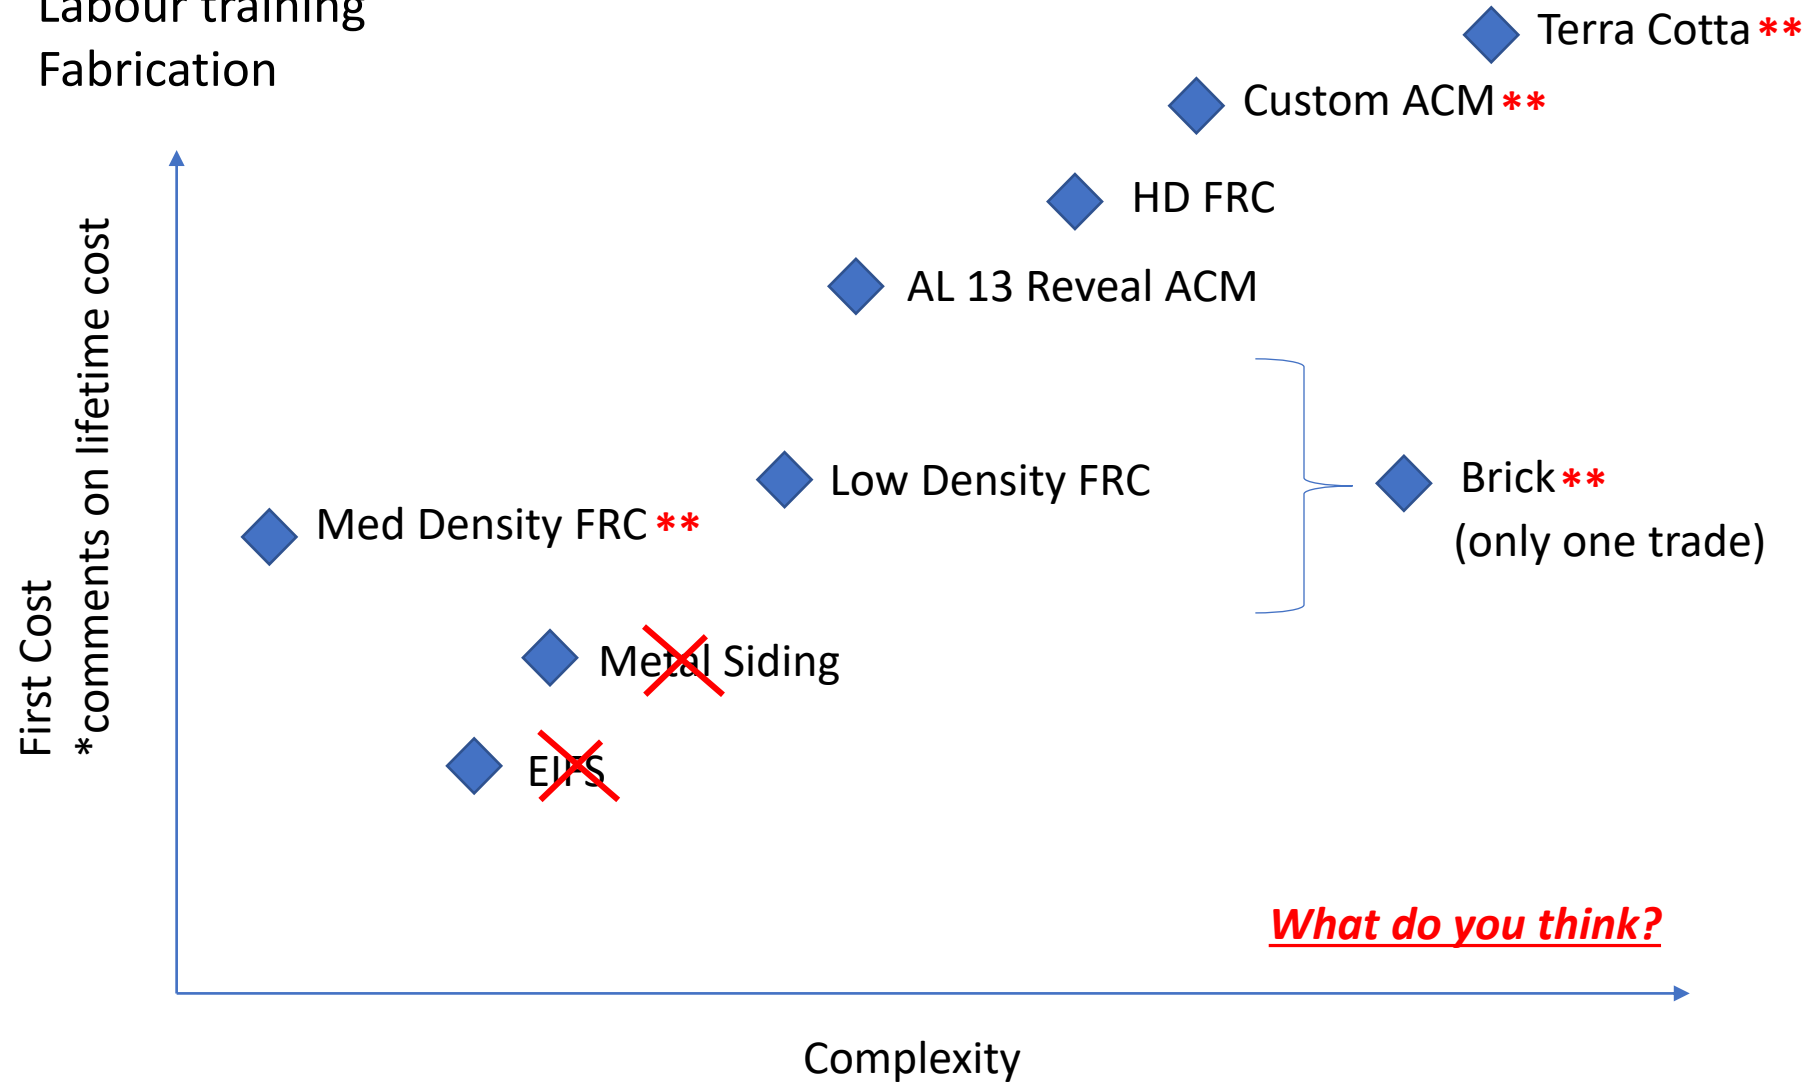 Labour training
Fabrication
Terra Cotta**
Custom ACM**
HD FRC
AL 13 Reveal ACM
Low Density FRC
Brick**
(only one trade)
Med Density FRC**
Metal Siding
EIFS
First Cost
*comments on lifetime cost
What do you think?
Complexity